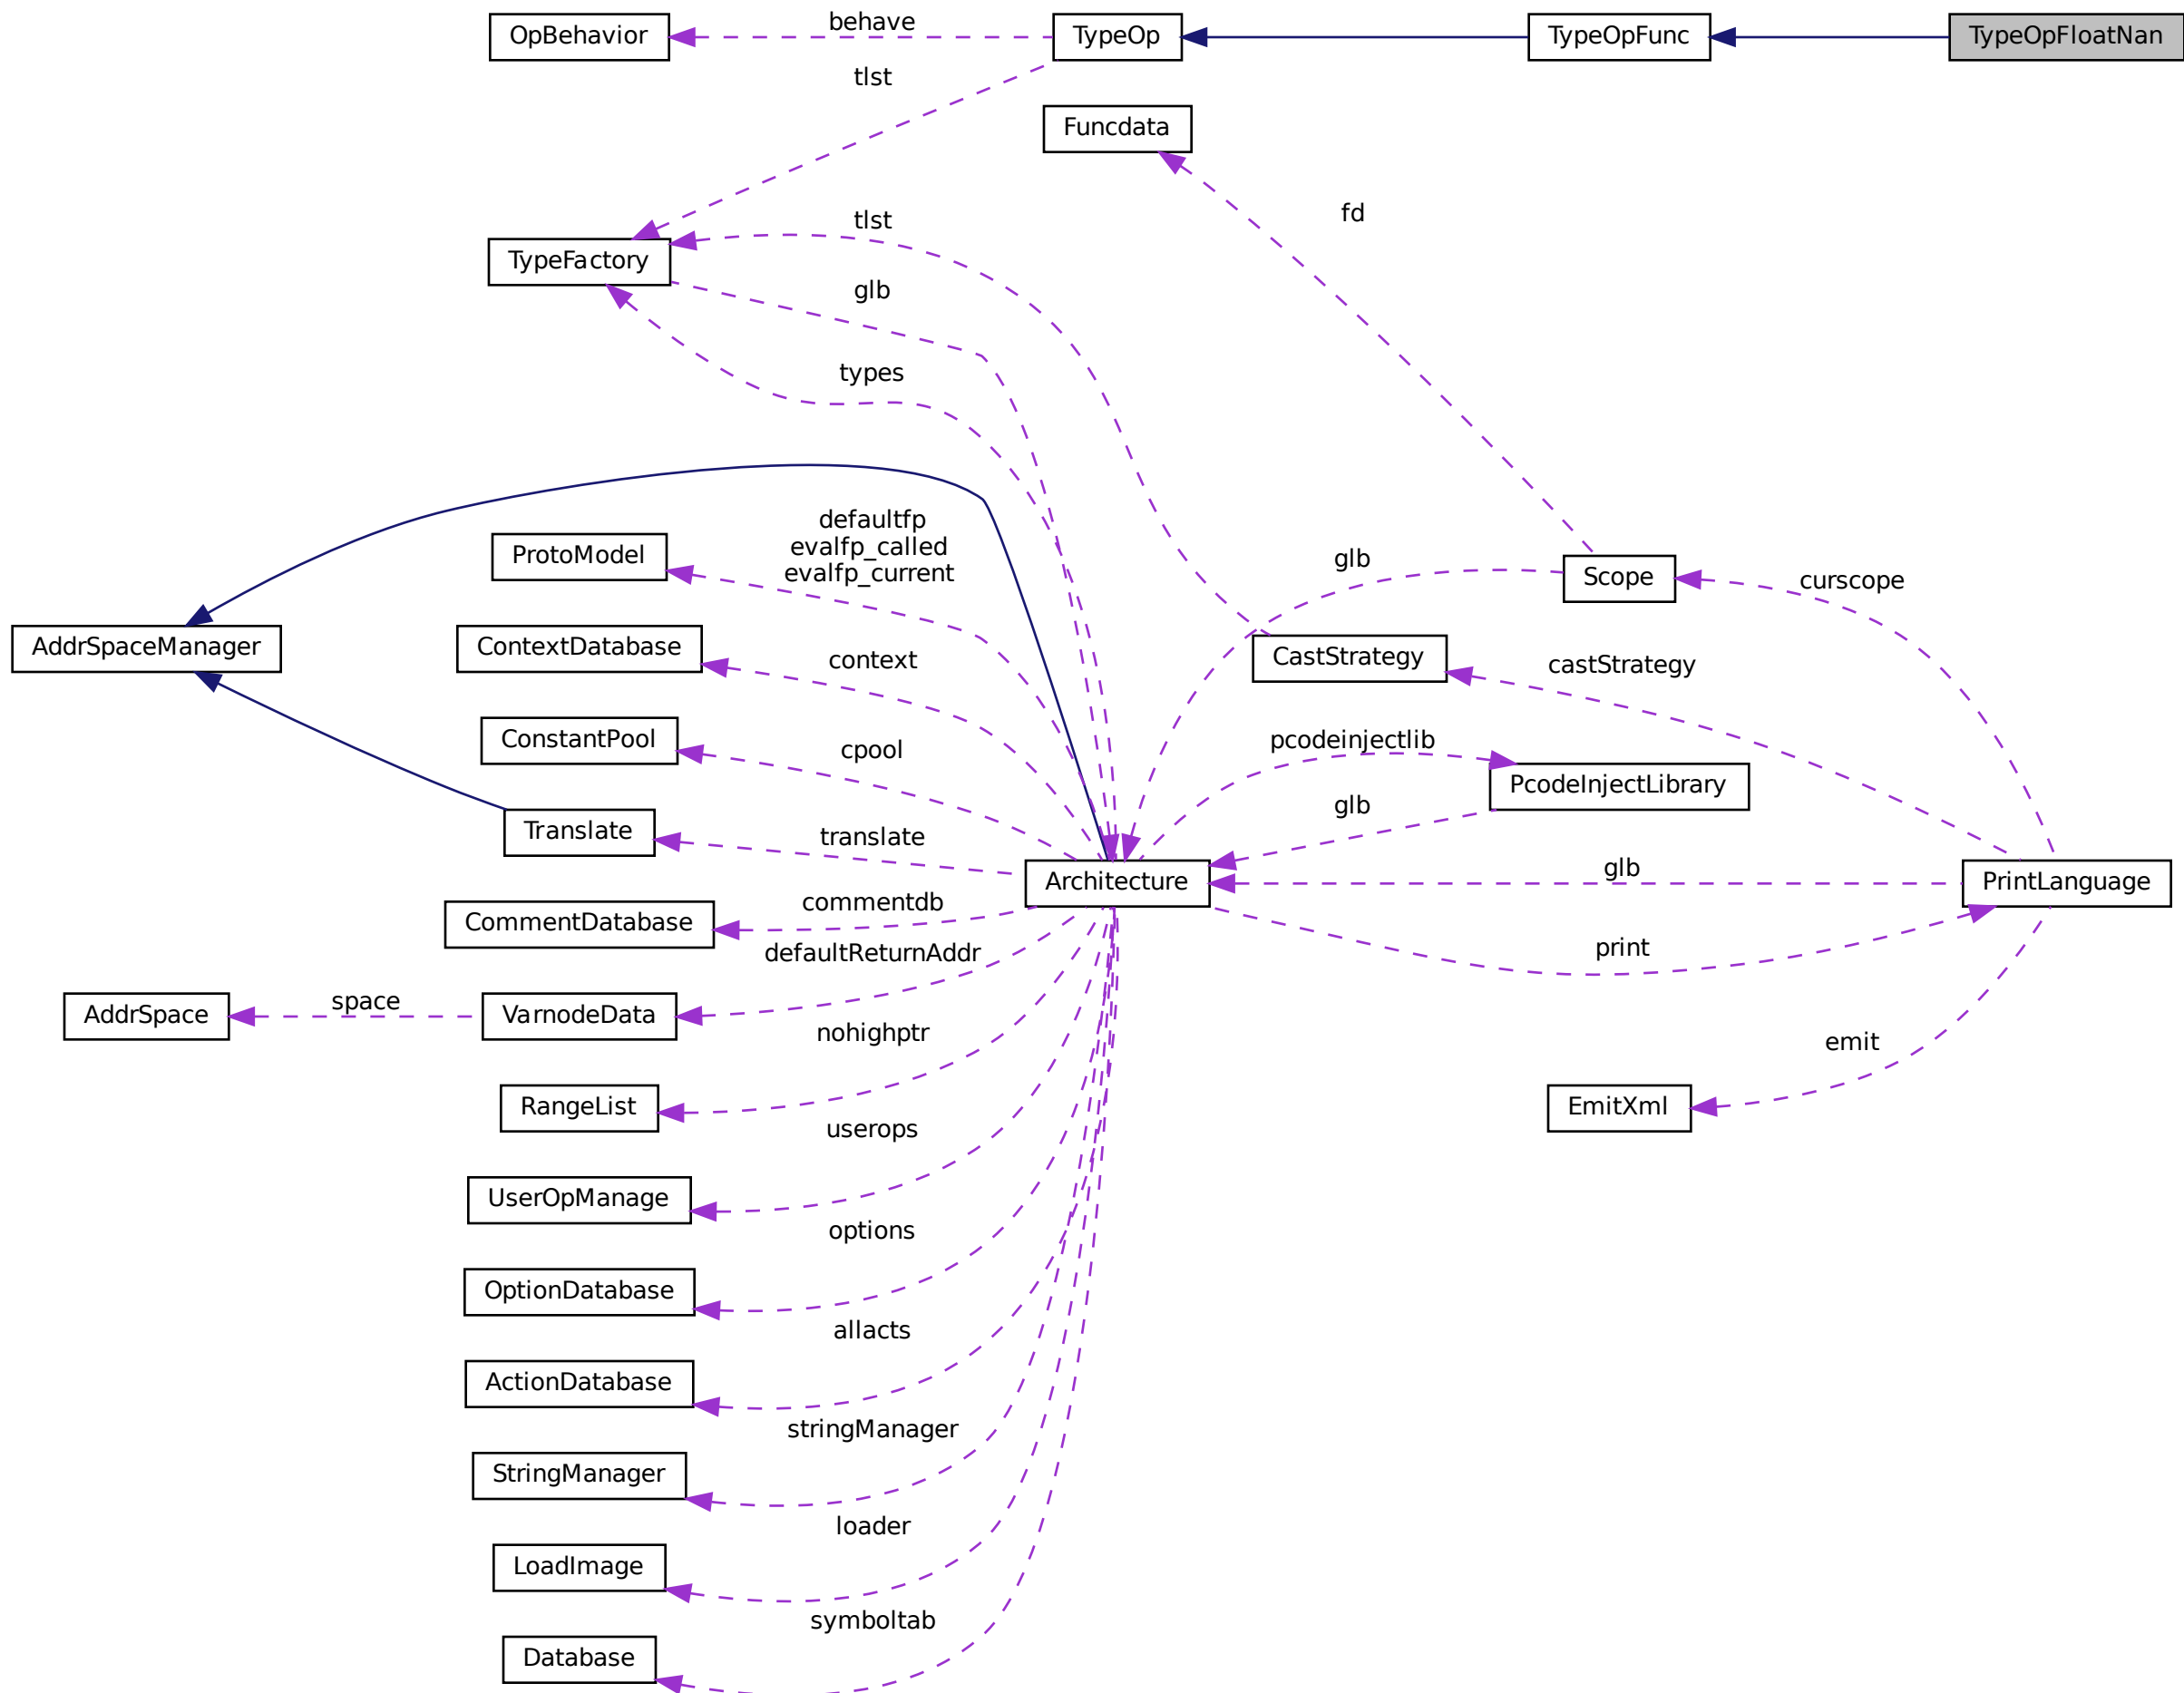 OpBehavior
behave
TypeOp
TypeOpFunc
TypeOpFloatNan
tlst
Funcdata
fd
tlst
TypeFactory
glb
types
defaultfp
evalfp_called
evalfp_current
ProtoModel
glb
Scope
curscope
AddrSpaceManager
ContextDatabase
context
CastStrategy
castStrategy
ConstantPool
cpool
pcodeinjectlib
PcodeInjectLibrary
glb
Translate
translate
Architecture
glb
PrintLanguage
CommentDatabase
commentdb
print
defaultReturnAddr
AddrSpace
space
VarnodeData
nohighptr
emit
RangeList
EmitXml
userops
UserOpManage
options
OptionDatabase
allacts
ActionDatabase
stringManager
StringManager
loader
LoadImage
symboltab
Database